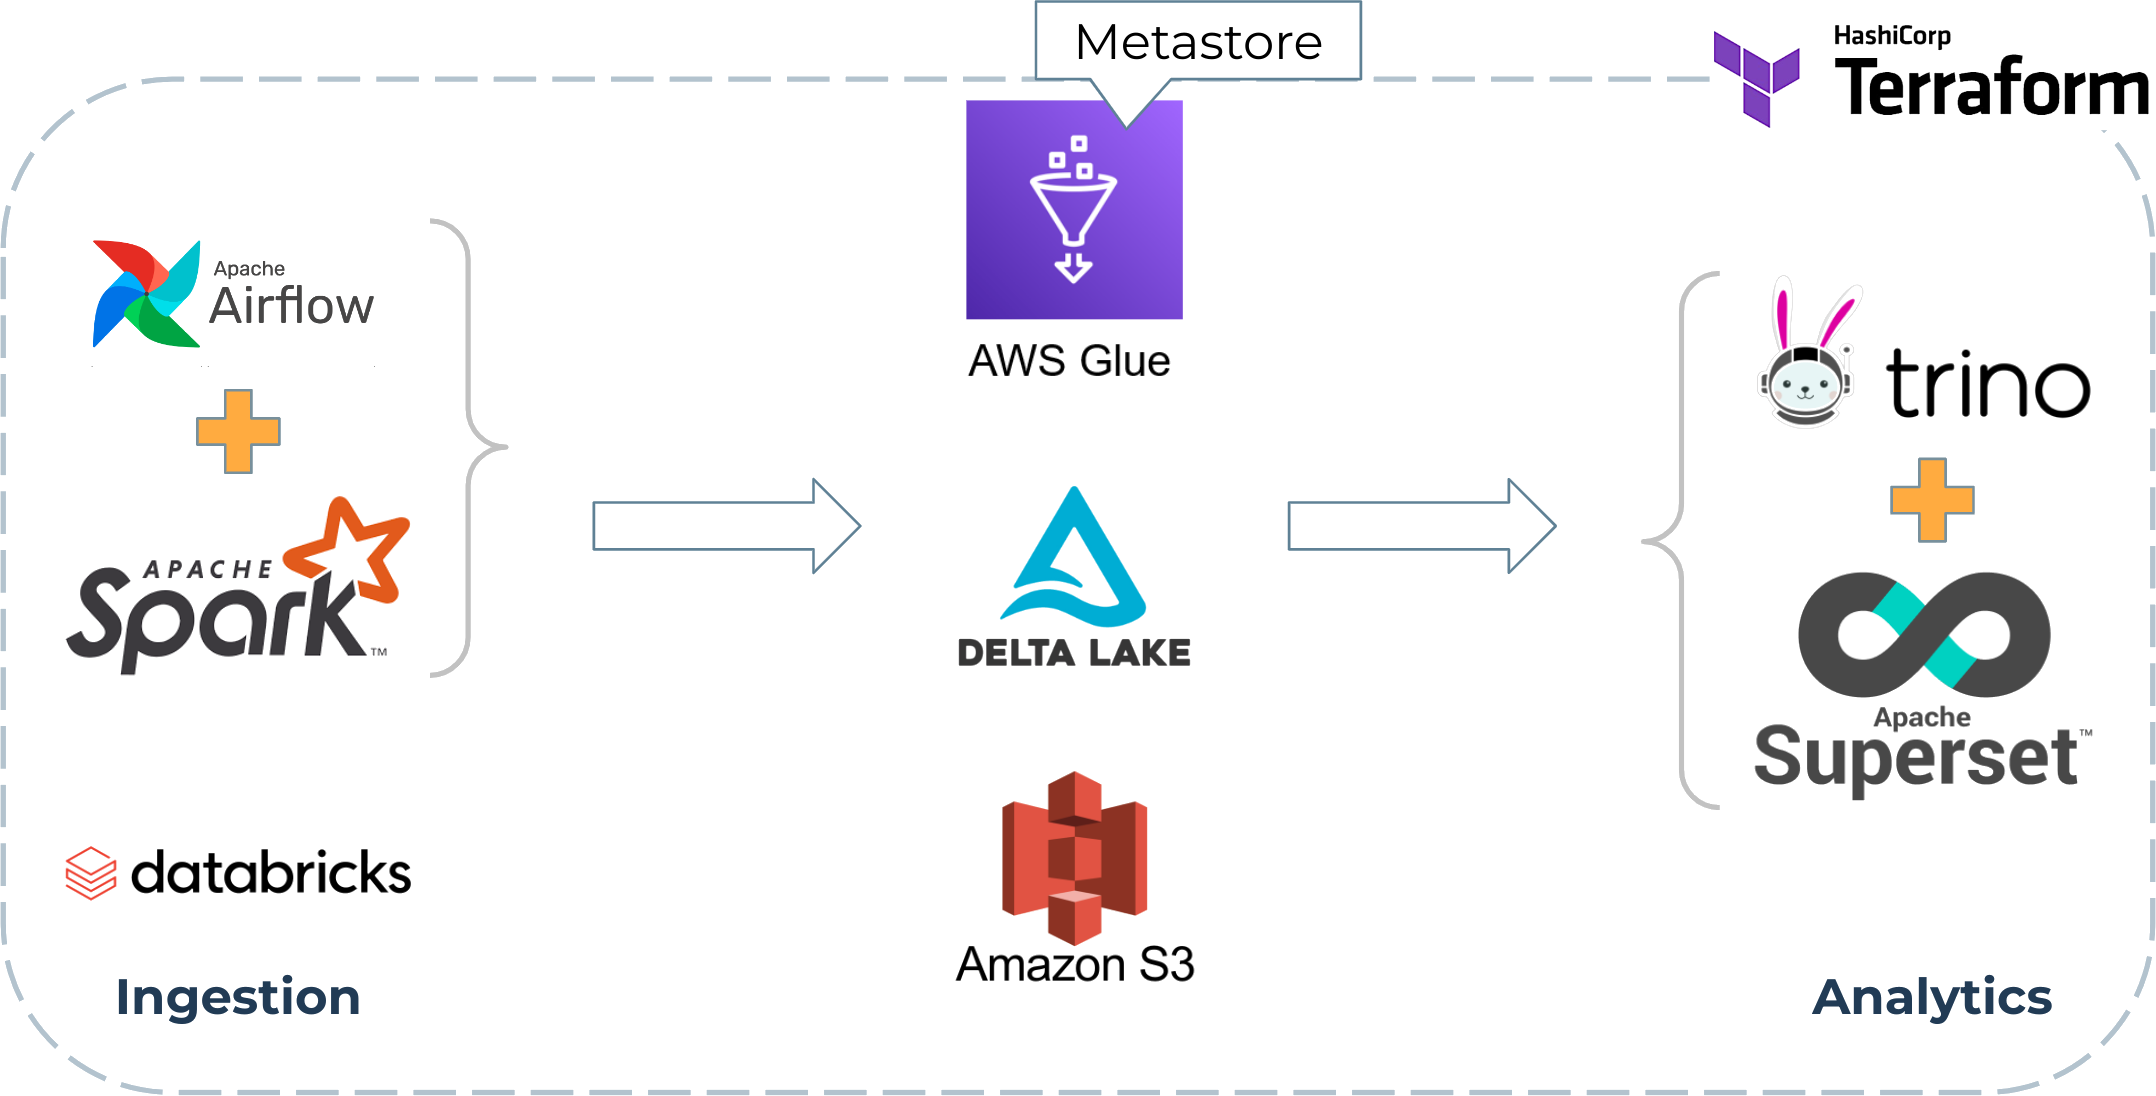 Metastore
HashiCorp
Terraform
Apache
Airflow
APACHE
Spark™
databricks
Ingestion
AWS Glue
DELTA LAKE
Amazon S3
trino
Apache
Superset™
Analytics